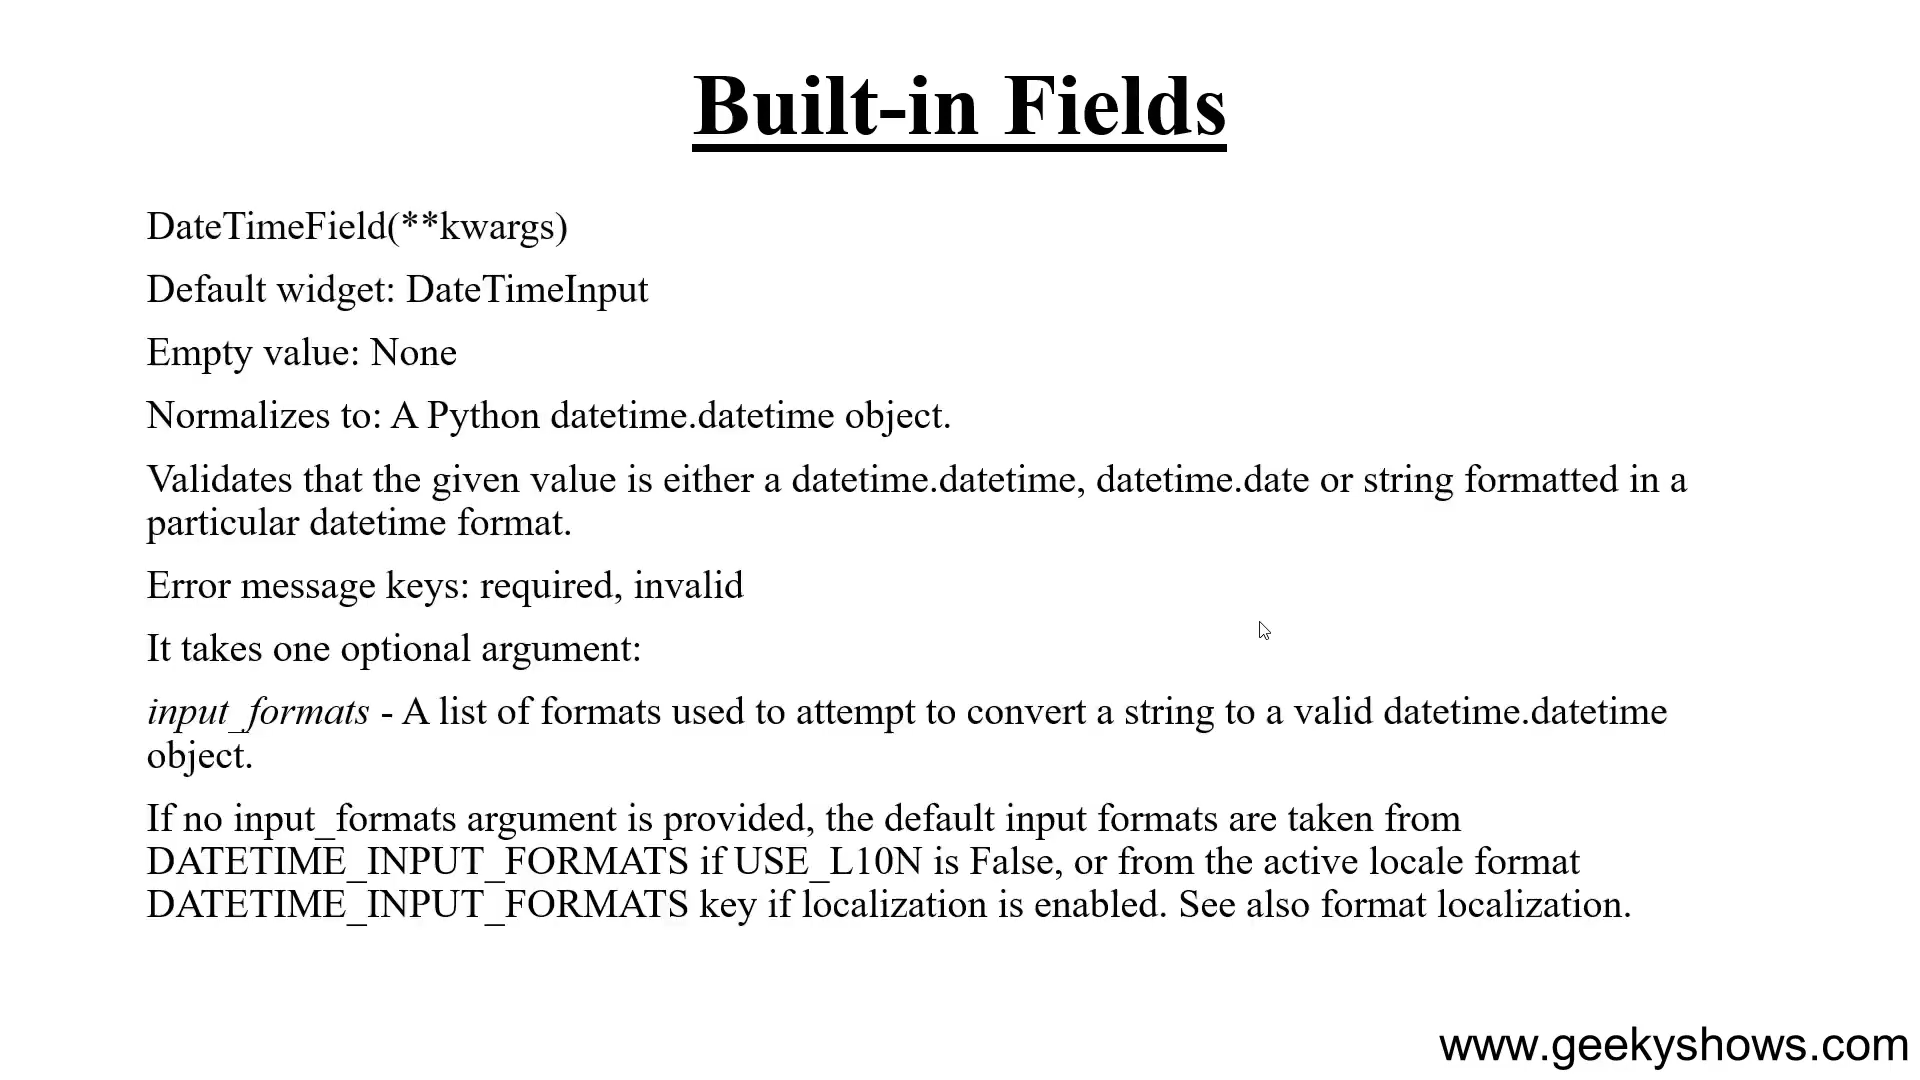 Built-in Fields
DateTimeField(**kwargs)
Default widget: DateTimeInput
Empty value: None
Normalizes to: A Python datetime.datetime object.
Validates that the given value is either a datetime.datetime, datetime.date or string formatted in a
particular datetime format.
Error message keys: required, invalid
It takes one optional argument:
input_formats - A list of formats used to attempt to convert a string to a valid datetime.datetime
object.
If no input_formats argument is provided, the default input formats are taken from
DATETIME_INPUT_FORMATS if USE_L10N is False, or from the active locale format
DATETIME_INPUT_FORMATS key if localization is enabled. See also format localization.
www.geekyshows.com